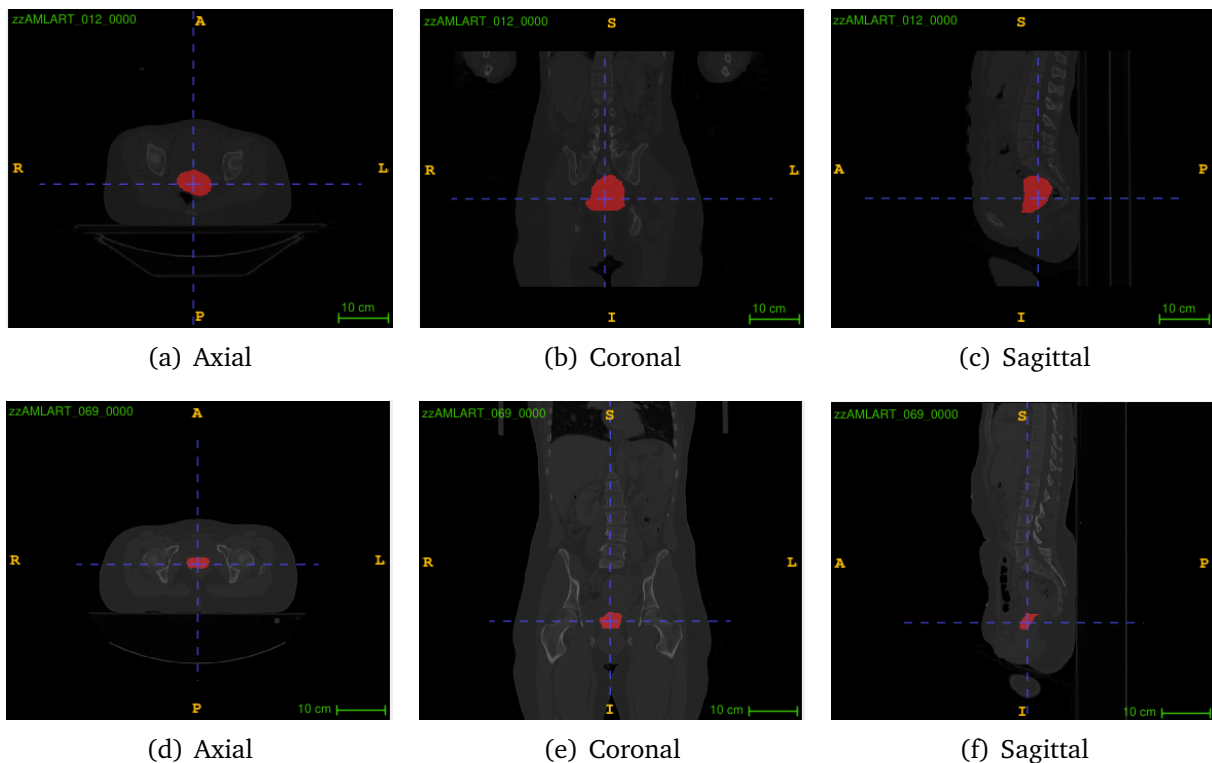 zzAMLART_012_0000
A
R
L
P
10 cm
zzAMLART_012_0000
S
R
L
I
10 cm
zzAMLART_012_0000
S
A
P
I
10 cm
(a) Axial
(b) Coronal
(c) Sagittal
zzAMLART_069_0000
A
R
L
P
10 cm
zzAMLART_069_0000
S
R
L
I
10 cm
zzAMLART_069_0000
S
A
P
I
10 cm
(d) Axial
(e) Coronal
(f) Sagittal